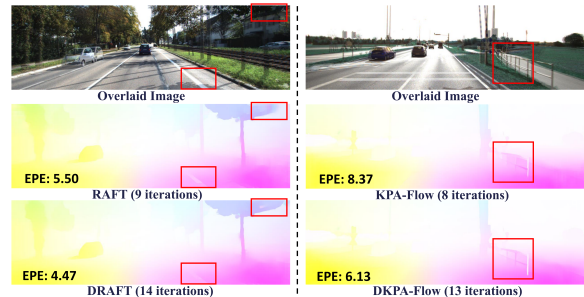 Overlaid Image
EPE: 5.50
RAFT (9 iterations)
EPE: 4.47
DRAFT (14 iterations)
Overlaid Image
EPE: 8.37
KPA-Flow (8 iterations)
EPE: 6.13
DKPA-Flow (13 iterations)